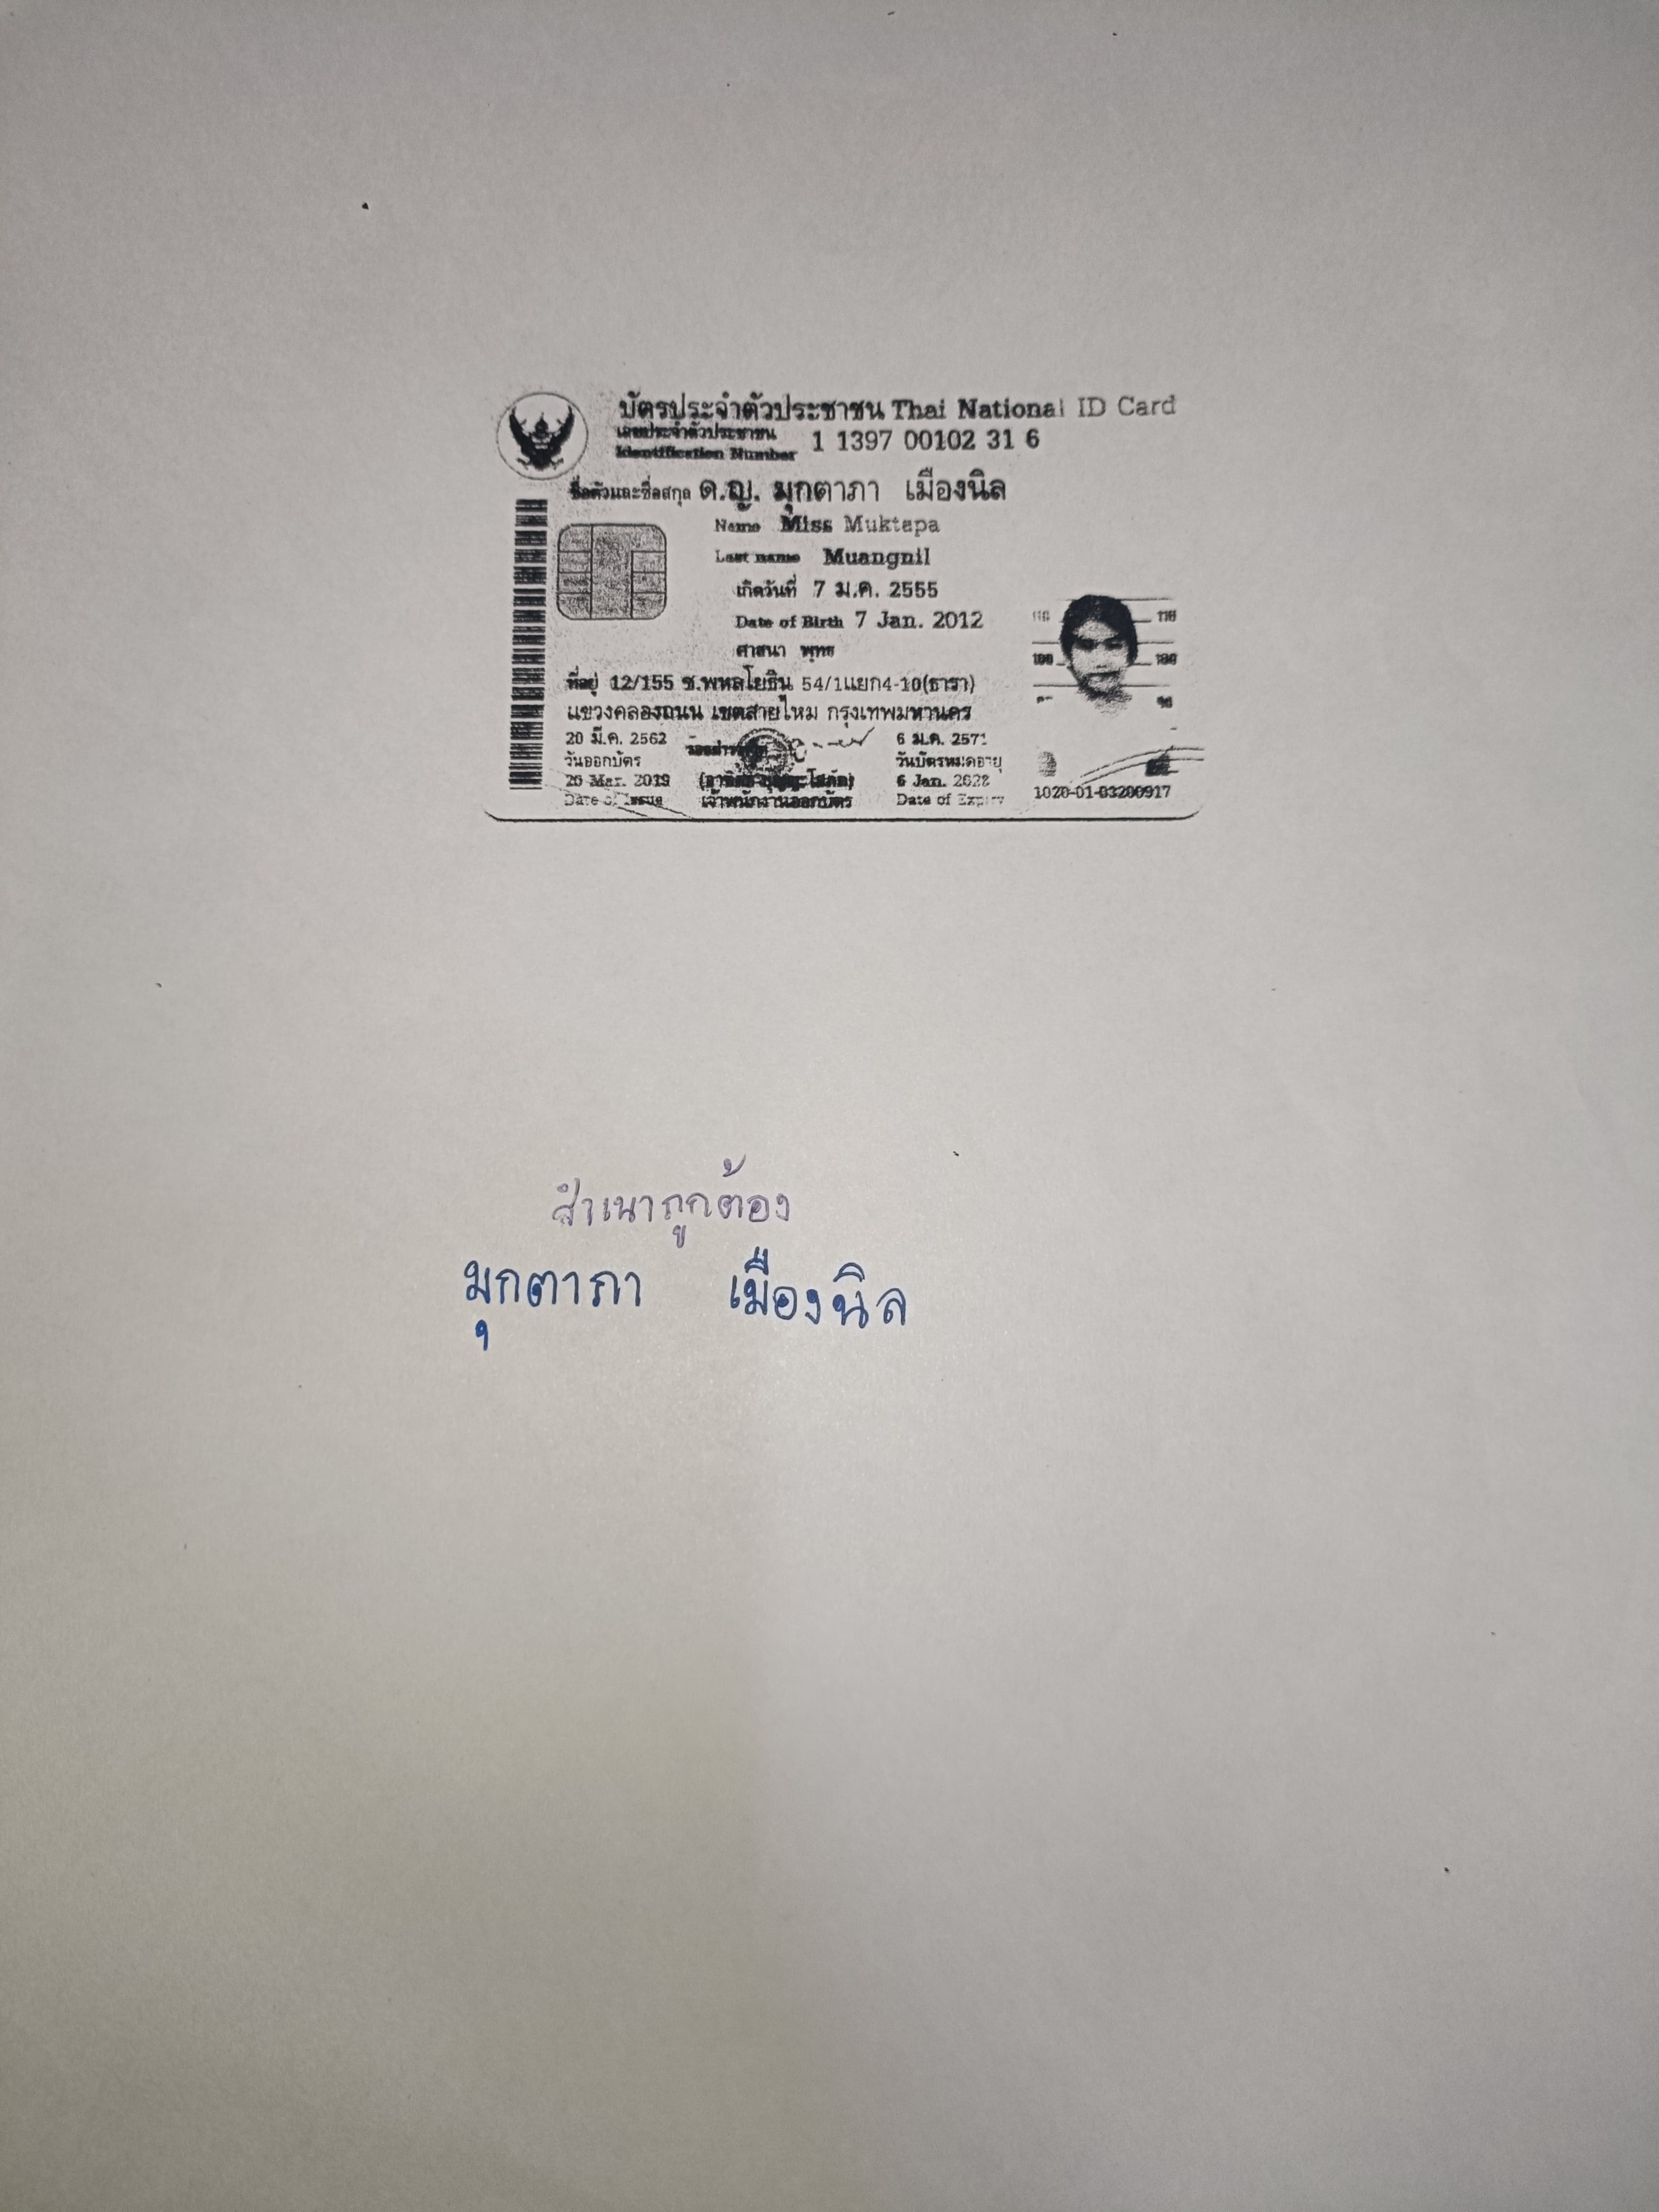 บัตรประจำตัวประชาชน Thai National ID Card
เลขประจำตัวประชาชน
Identification Number 1 1397 00102 31 6
ชื่อตัวและชื่อสกุล ด.ญ. มุกตาภา เมืองนิล
Name Miss Muktapa
Last name Muangnil
เกิดวันที่ 7 ม.ค. 2555
Date of Birth 7 Jan. 2012
ศาสนา พุทธ
ที่อยู่ 12/155 ซ.พหลโยธิน 54/1แยก4-10(ธารา)
แขวงคลองถนน เขตสายไหม กรุงเทพมหานคร
20 มี.ค. 2562
วันออกบัตร
20 Mar. 2019
Date of Issue
เจ้าพนักงานออกบัตร
6 ม.ค. 2571
วันบัตรหมดอายุ
6 Jan. 2028
Date of Expiry
1020-01-03200917
สำเนาถูกต้อง
มุกตาภา เมืองนิล